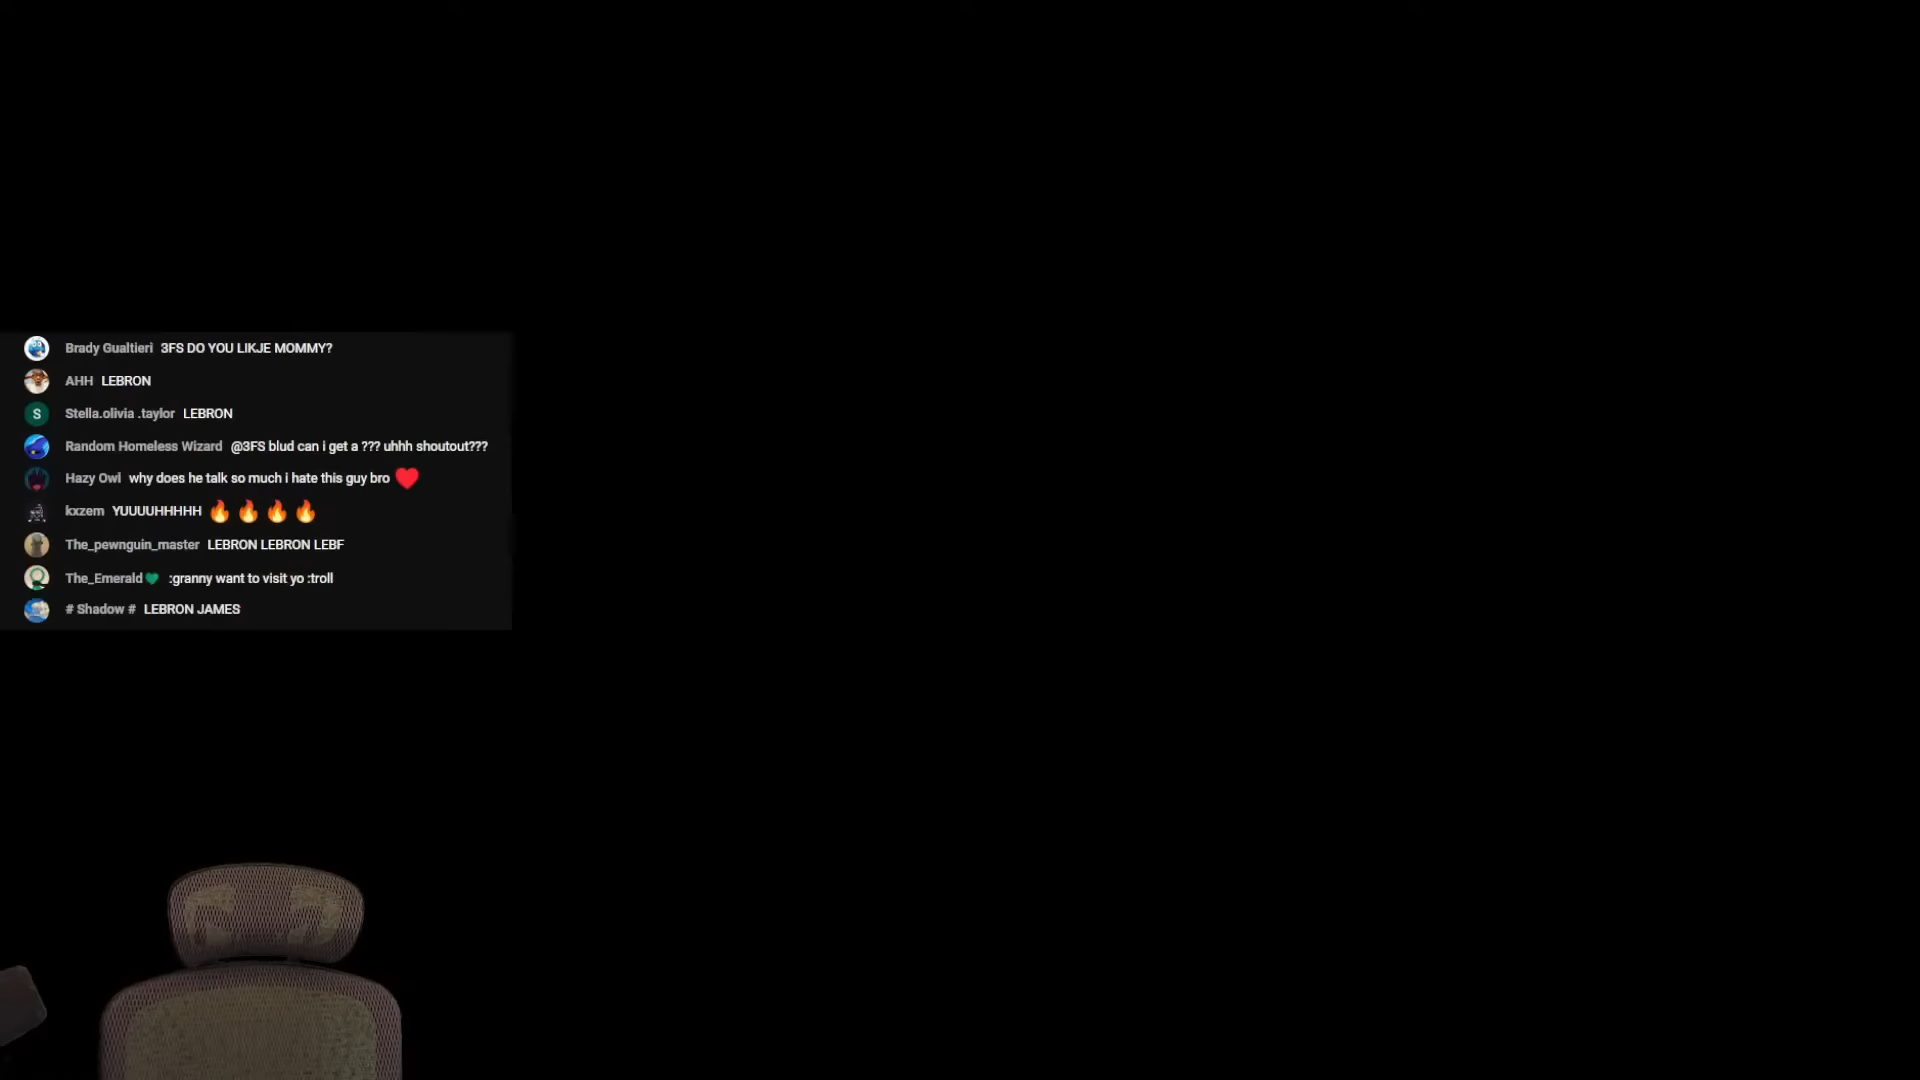 Brady Gualtieri 3FS DO YOU LIKJE MOMMY?
AHH LEBRON
S Stella.olivia .taylor LEBRON
Random Homeless Wizard @3FS blud can i get a ??? uhhh shoutout???
Hazy Owl why does he talk so much i hate this guy bro ❤️
kxzem YUUUUHHHHH 🔥🔥🔥🔥
The_pewnguin_master LEBRON LEBRON LEBF
The_Emerald💚 :granny want to visit yo :troll
# Shadow # LEBRON JAMES